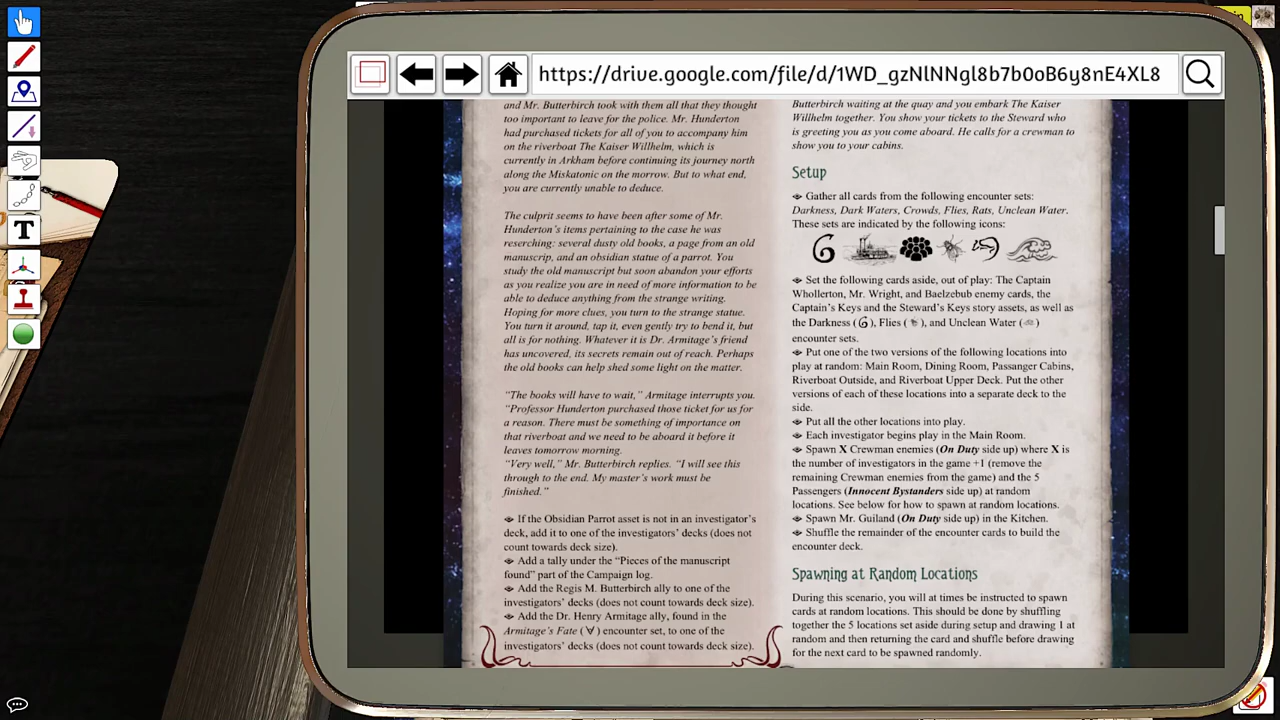 https://drive.google.com/file/d/1WD_gzNlNNgl8b7b0oB6y8nE4XL8
T
and Mr. Butterbirch took with them all that they thought
too important to leave for the police. Mr. Hunderton
had purchased tickets for all of you to accompany him
on the riverboat The Kaiser Willhelm, which is
currently in Arkham before continuing its journey north
along the Miskatonic on the morrow. But to what end,
you are currently unable to deduce.
The culprit seems to have been after some of Mr.
Hunderton's items pertaining to the case he was
reserching: several dusty old books, a page from an old
manuscrip, and an obsidian statue of a parrot. You
study the old manuscript but soon abandon your efforts
as you realize you are in need of more information to be
able to deduce anything from the strange writing.
Hoping for more clues, you turn to the strange statue.
You turn it around, tap it, even gently try to bend it, but
all is for nothing. Whatever it is Dr. Armitage's friend
has uncovered, its secrets remain out of reach. Perhaps
the old books can help shed some light on the matter.
"The books will have to wait," Armitage interrupts you.
"Professor Hunderton purchased those ticket for us for
a reason. There must be something of importance on
that riverboat and we need to be aboard it before it
leaves tomorrow morning.
"Very well," Mr. Butterbirch replies. "I will see this
through to the end. My master's work must be
finished."
If the Obsidian Parrot asset is not in an investigator's
deck, add it to one of the investigators' decks (does not
count towards deck size).
Add a tally under the "Pieces of the manuscript
found" part of the Campaign log.
Add the Regis M. Butterbirch ally to one of the
investigators' decks (does not count towards deck size).
Add the Dr. Henry Armitage ally, found in the
Armitage's Fate ( ) encounter set, to one of the
investigators' decks (does not count towards deck size).
Butterbirch waiting at the quay and you embark The Kaiser
Willhelm together. You show your tickets to the Steward who
is greeting you as you come aboard. He calls for a crewman to
show you to your cabins.
Setup
Gather all cards from the following encounter sets:
Darkness, Dark Waters, Crowds, Flies, Rats, Unclean Water.
These sets are indicated by the following icons:
Set the following cards aside, out of play: The Captain
Whollerton, Mr. Wright, and Baelzebub enemy cards, the
Captain's Keys and the Steward's Keys story assets, as well as
the Darkness ( ), Flies ( ), and Unclean Water ( )
encounter sets.
Put one of the two versions of the following locations into
play at random: Main Room, Dining Room, Passanger Cabins,
Riverboat Outside, and Riverboat Upper Deck. Put the other
versions of each of these locations into a separate deck to the
side.
Put all the other locations into play.
Each investigator begins play in the Main Room.
Spawn X Crewman enemies (On Duty side up) where X is
the number of investigators in the game +1 (remove the
remaining Crewman enemies from the game) and the 5
Passengers (Innocent Bystanders side up) at random
locations. See below for how to spawn at random locations.
Spawn Mr. Guiland (On Duty side up) in the Kitchen.
Shuffle the remainder of the encounter cards to build the
encounter deck.
Spawning at Random Locations
During this scenario, you will at times be instructed to spawn
cards at random locations. This should be done by shuffling
together the 5 locations set aside during setup and drawing 1 at
random and then returning the card and shuffle before drawing
for the next card to be spawned randomly.